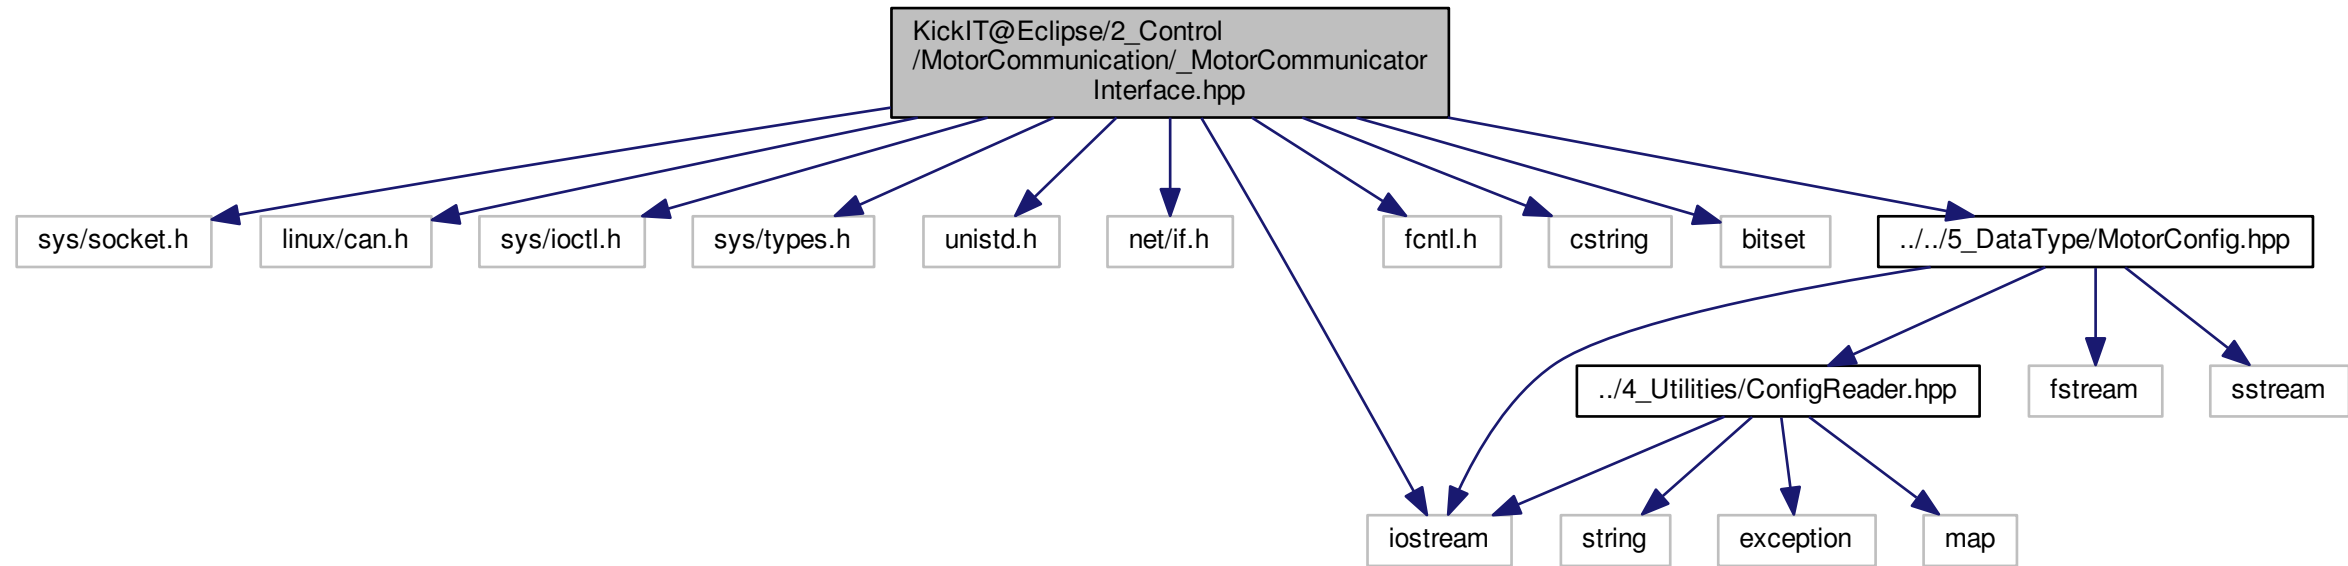 KickIT@Eclipse/2_Control
/MotorCommunication/_MotorCommunicator
Interface.hpp
sys/socket.h
linux/can.h
sys/ioctl.h
sys/types.h
unistd.h
net/if.h
fcntl.h
cstring
bitset
../../5_DataType/MotorConfig.hpp
../4_Utilities/ConfigReader.hpp
fstream
sstream
iostream
string
exception
map